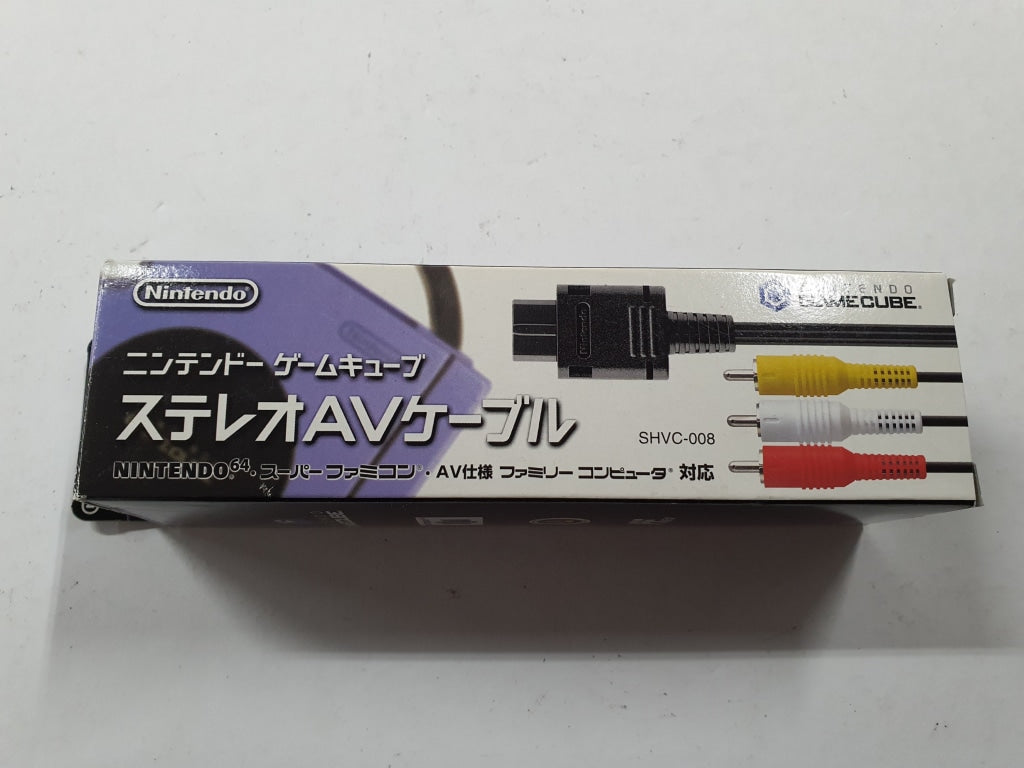 Nintendo
Nintendo
NINTENDO
GAMECUBE®
ニンテンドー ゲームキューブ
ステレオAVケーブル
SHVC-008
NINTENDO64・スーパーファミコン®・AV仕様 ファミリー コンピュータ® 対応